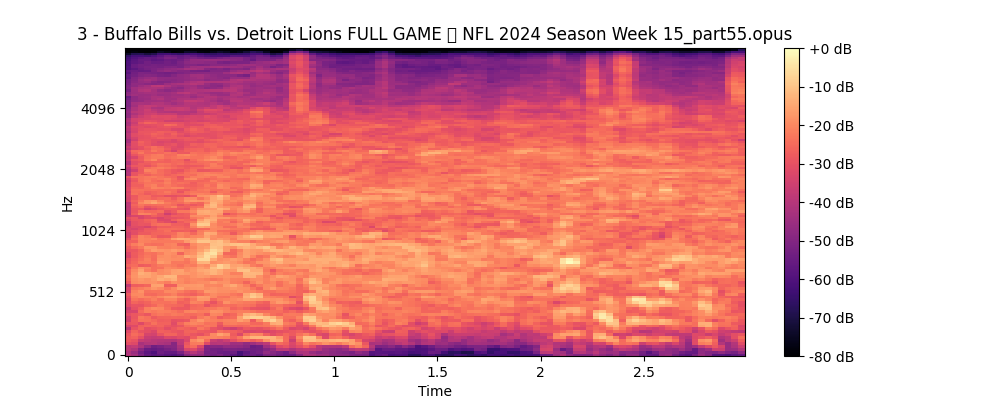 3 - Buffalo Bills vs. Detroit Lions FULL GAME ▯ NFL 2024 Season Week 15_part55.opus
Hz
4096
2048
1024
512
0
0 0.5 1 1.5 2 2.5
Time
+0 dB
-10 dB
-20 dB
-30 dB
-40 dB
-50 dB
-60 dB
-70 dB
-80 dB